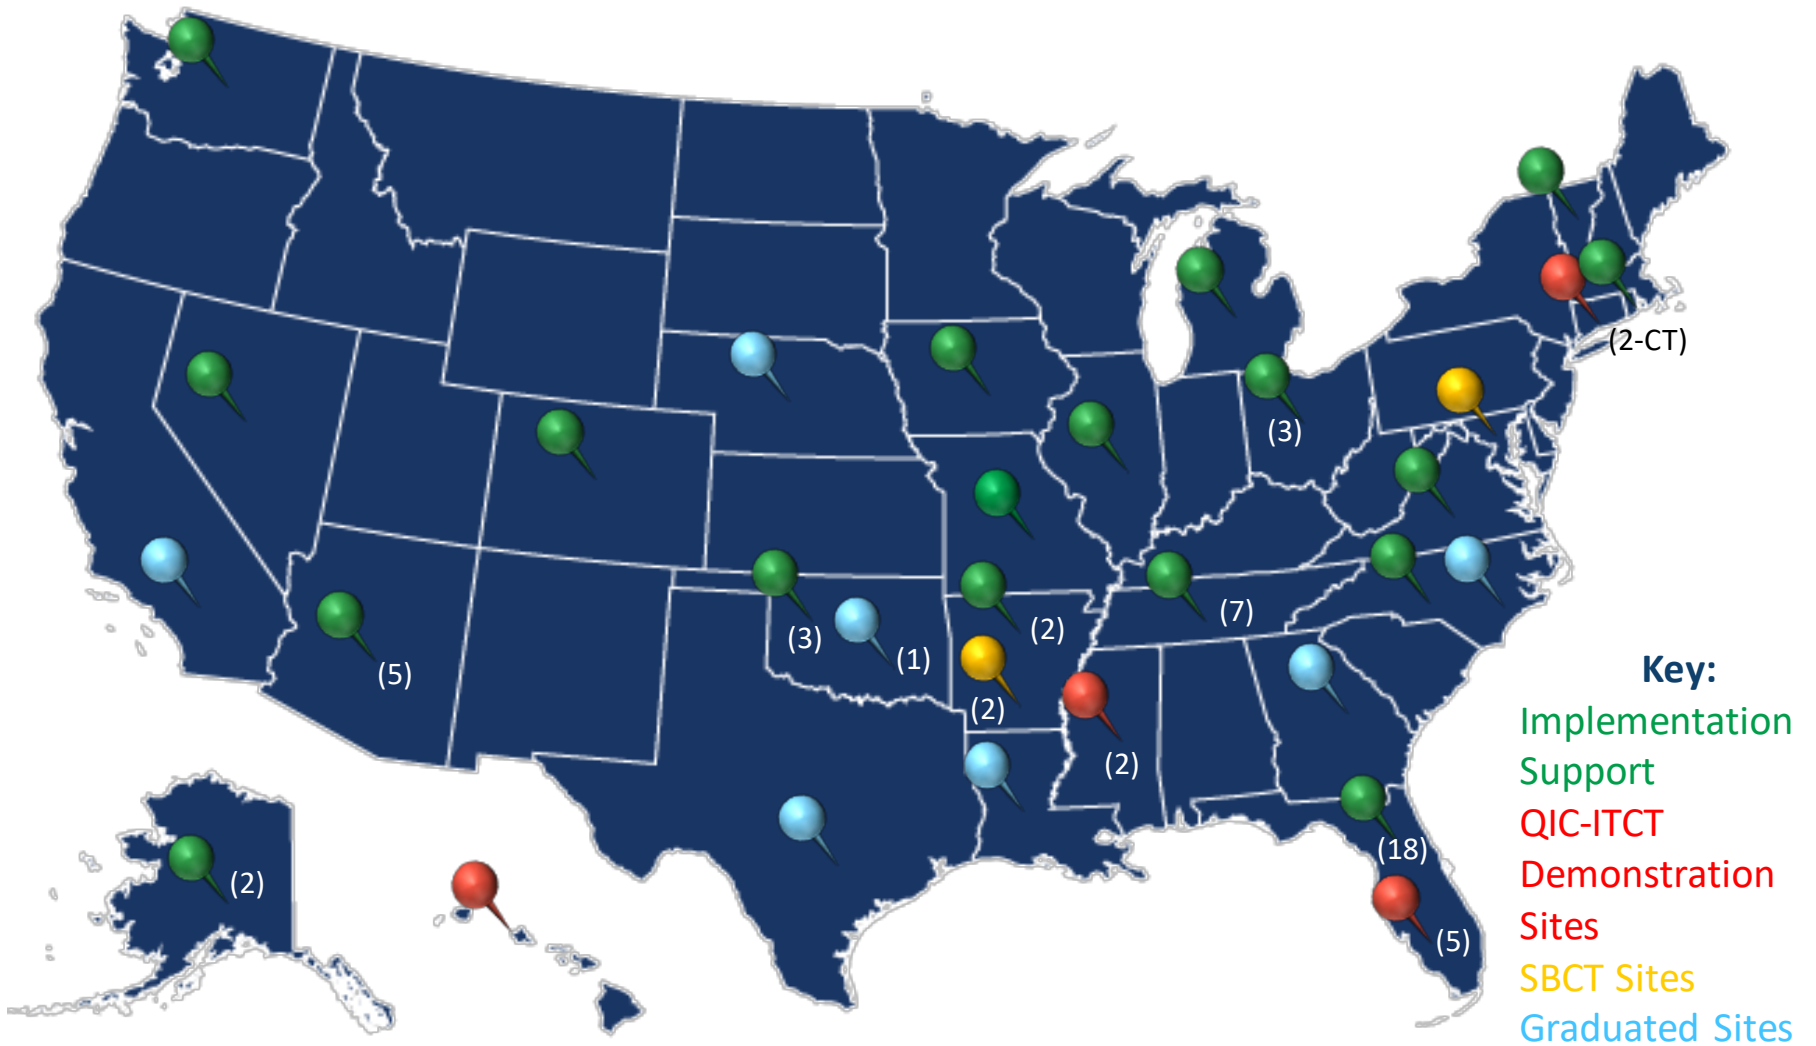 (2-CT)
(3)
(7)
(2)
(3)
(1)
(5)
(2)
(2)
(18)
(2)
(5)
Key:
Implementation
Support
QIC-ITCT
Demonstration
Sites
SBCT Sites
Graduated Sites